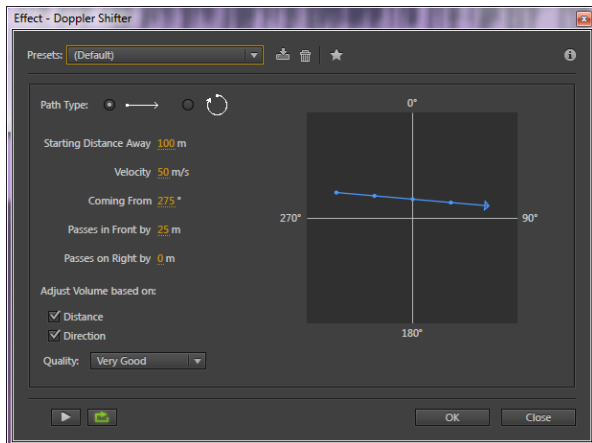 Effect - Doppler Shifter
Presets: (Default)
Path Type:
Starting Distance Away 100 m
Velocity 50 m/s
Coming From 275 °
Passes in Front by 25 m
Passes on Right by 0 m
Adjust Volume based on:
Distance
Direction
Quality: Very Good
0°
270°
90°
180°
OK
Close